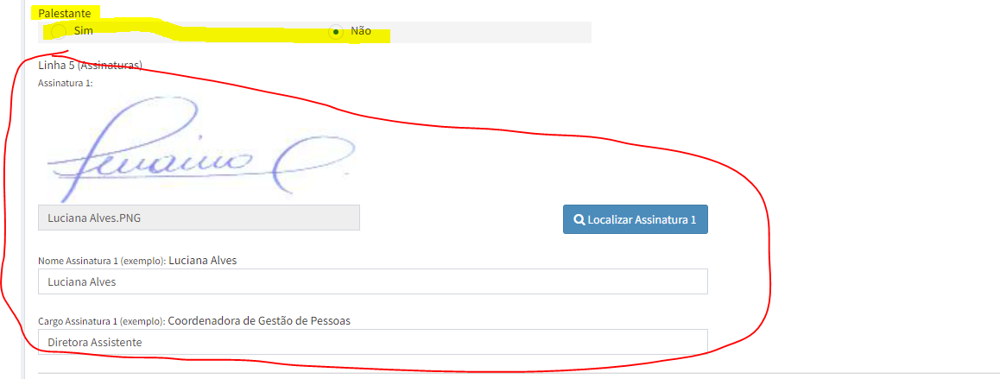 Palestante
Sim Não
Linha 5 (Assinaturas)
Assinatura 1:
Luciana Alves.PNG
Localizar Assinatura 1
Nome Assinatura 1 (exemplo): Luciana Alves
Luciana Alves
Cargo Assinatura 1 (exemplo): Coordenadora de Gestão de Pessoas
Diretora Assistente